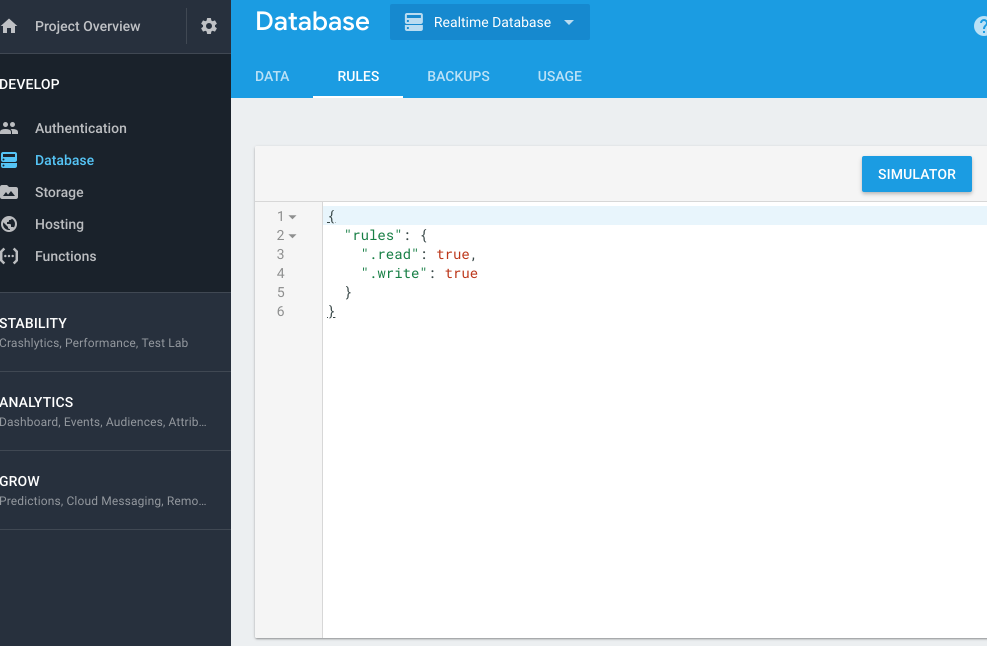 Project Overview
Database
Realtime Database
DATA
RULES
BACKUPS
USAGE
DEVELOP
Authentication
Database
Storage
Hosting
Functions
STABILITY
Crashlytics, Performance, Test Lab
ANALYTICS
Dashboard, Events, Audiences, Attrib...
GROW
Predictions, Cloud Messaging, Remo...
SIMULATOR
1 {
2 "rules": {
3 ".read": true,
4 ".write": true
5 }
6 }